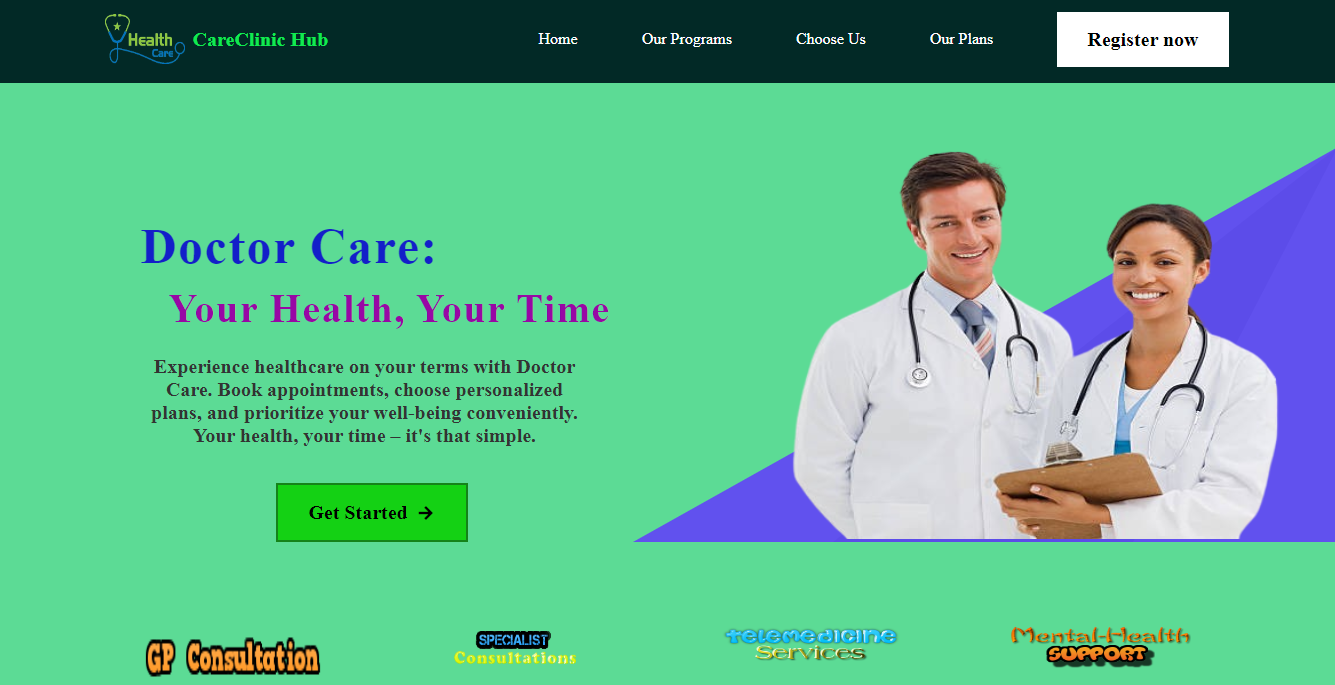 Health
Care
CareClinic Hub
Home
Our Programs
Choose Us
Our Plans
Register now
Doctor Care:
Your Health, Your Time
Experience healthcare on your terms with Doctor
Care. Book appointments, choose personalized
plans, and prioritize your well-being conveniently.
Your health, your time – it's that simple.
Get Started
GP Consultation
SPECIALIST
Consultations
Telemedicine
Services
Mental-Health
SUPPORT